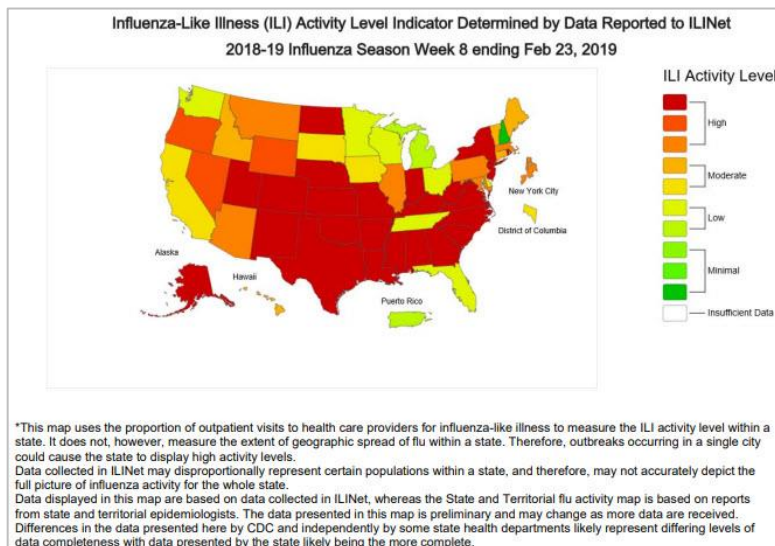 Influenza-Like Illness (ILI) Activity Level Indicator Determined by Data Reported to ILINet
2018-19 Influenza Season Week 8 ending Feb 23, 2019
ILI Activity Level
High
Moderate
New York City
Low
District of Columbia
Alaska
Hawaii
Minimal
Puerto Rico
Insufficient Data
*This map uses the proportion of outpatient visits to health care providers for influenza-like illness to measure the ILI activity level within a
state. It does not, however, measure the extent of geographic spread of flu within a state. Therefore, outbreaks occurring in a single city
could cause the state to display high activity levels.
Data collected in ILINet may disproportionally represent certain populations within a state, and therefore, may not accurately depict the
full picture of influenza activity for the whole state.
Data displayed in this map are based on data collected in ILINet, whereas the State and Territorial flu activity map is based on reports
from state and territorial epidemiologists. The data presented in this map is preliminary and may change as more data are received.
Differences in the data presented here by CDC and independently by some state health departments likely represent differing levels of
data completeness with data presented by the state likely being the more complete.